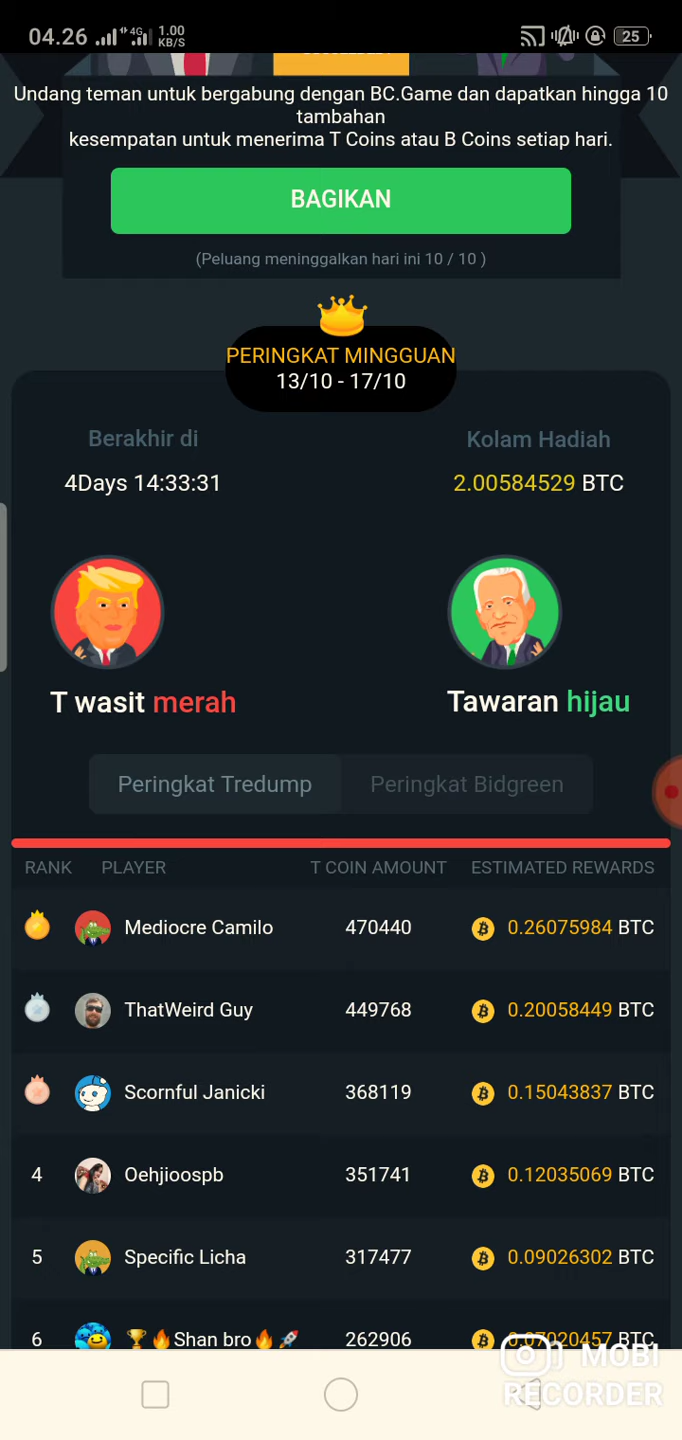 04.26 4G 1.00 KB/S 25
Undang teman untuk bergabung dengan BC.Game dan dapatkan hingga 10
tambahan
kesempatan untuk menerima T Coins atau B Coins setiap hari.
BAGIKAN
(Peluang meninggalkan hari ini 10 / 10 )
PERINGKAT MINGGUAN
13/10 - 17/10
Berakhir di Kolam Hadiah
4Days 14:33:31 2.00584529 BTC
T wasit merah Tawaran hijau
Peringkat Tredump Peringkat Bidgreen
RANK PLAYER T COIN AMOUNT ESTIMATED REWARDS
Mediocre Camilo 470440 0.26075984 BTC
ThatWeird Guy 449768 0.20058449 BTC
Scornful Janicki 368119 0.15043837 BTC
4 Oehjioospb 351741 0.12035069 BTC
5 Specific Licha 317477 0.09026302 BTC
6 🏆🔥Shan bro🔥🚀 262906 0.07020457 BTC
MOBI
RECORDER